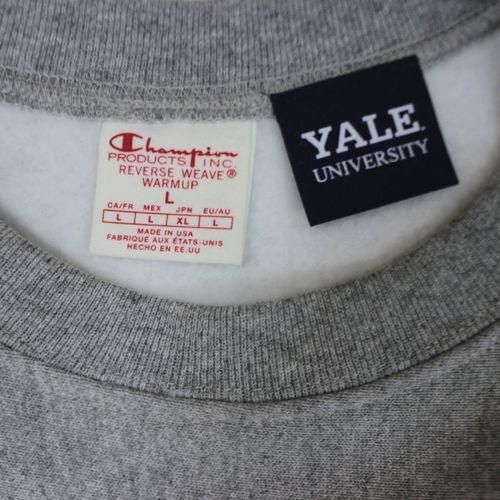 Champion
PRODUCTS INC.
REVERSE WEAVE®
WARMUP
L
CA/FR MEX JPN EU/AU
L L XL L
MADE IN USA
FABRIQUE AUX ÉTATS-UNIS
HECHO EN EE.UU
YALE
UNIVERSITY